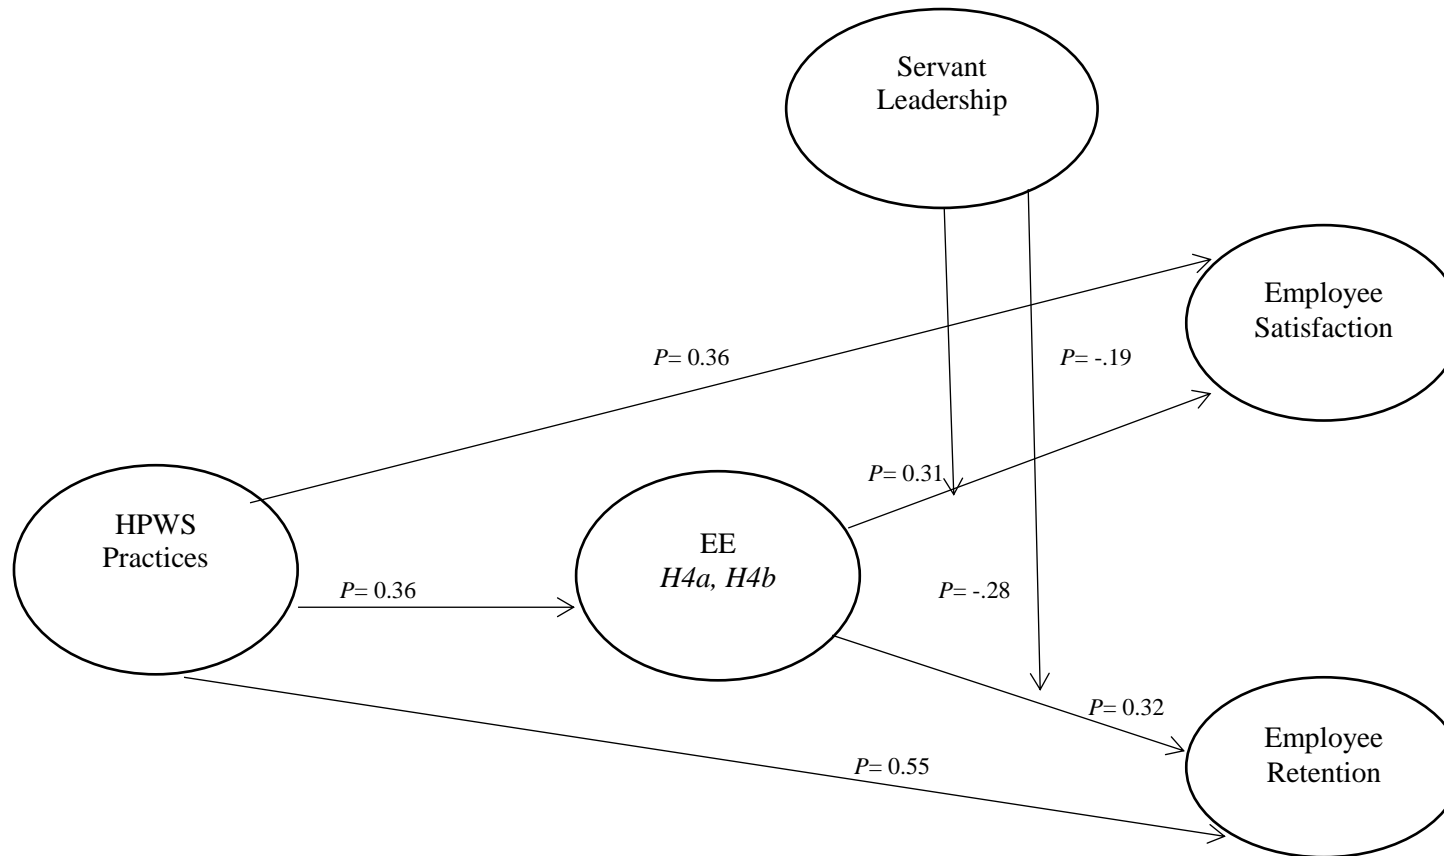 Servant
Leadership
Employee
Satisfaction
P= 0.36
P= -.19
P= 0.31
HPWS
Practices
EE
H4a, H4b
P= 0.36
P= -.28
P= 0.32
Employee
Retention
P= 0.55